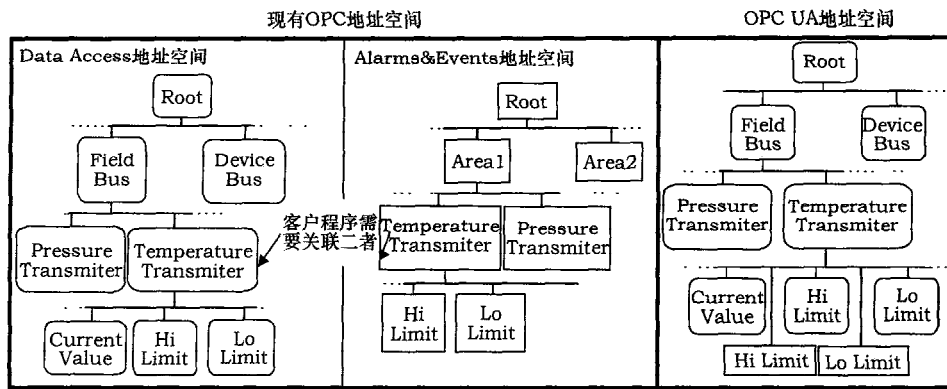 现有OPC地址空间
OPC UA地址空间
Data Access地址空间
Root
Field
Bus
Device
Bus
Pressure
Transmiter
Temperature
Transmiter
Current
Value
Hi
Limit
Lo
Limit
客户程序需
要关联二者
Alarms&Events地址空间
Root
Area1
Area2
Temperature
Transmiter
Pressure
Transmiter
Hi
Limit
Lo
Limit
Root
Field
Bus
Device
Bus
Pressure
Transmiter
Temperature
Transmiter
Current
Value
Hi
Limit
Lo
Limit
Hi Limit
Lo Limit